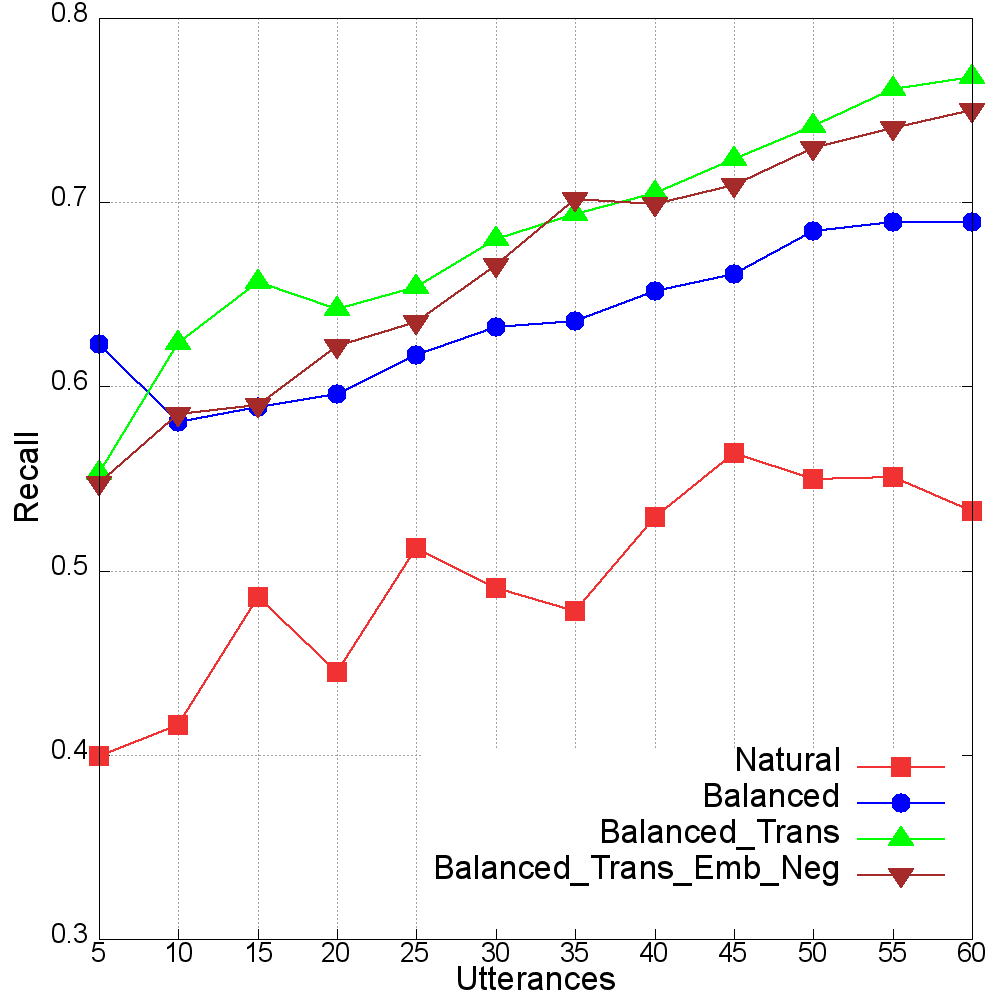 0.8
0.7
0.6
0.5
0.4
0.3
Recall
Natural
Balanced
Balanced_Trans
Balanced_Trans_Emb_Neg
5 10 15 20 25 30 35 40 45 50 55 60
Utterances